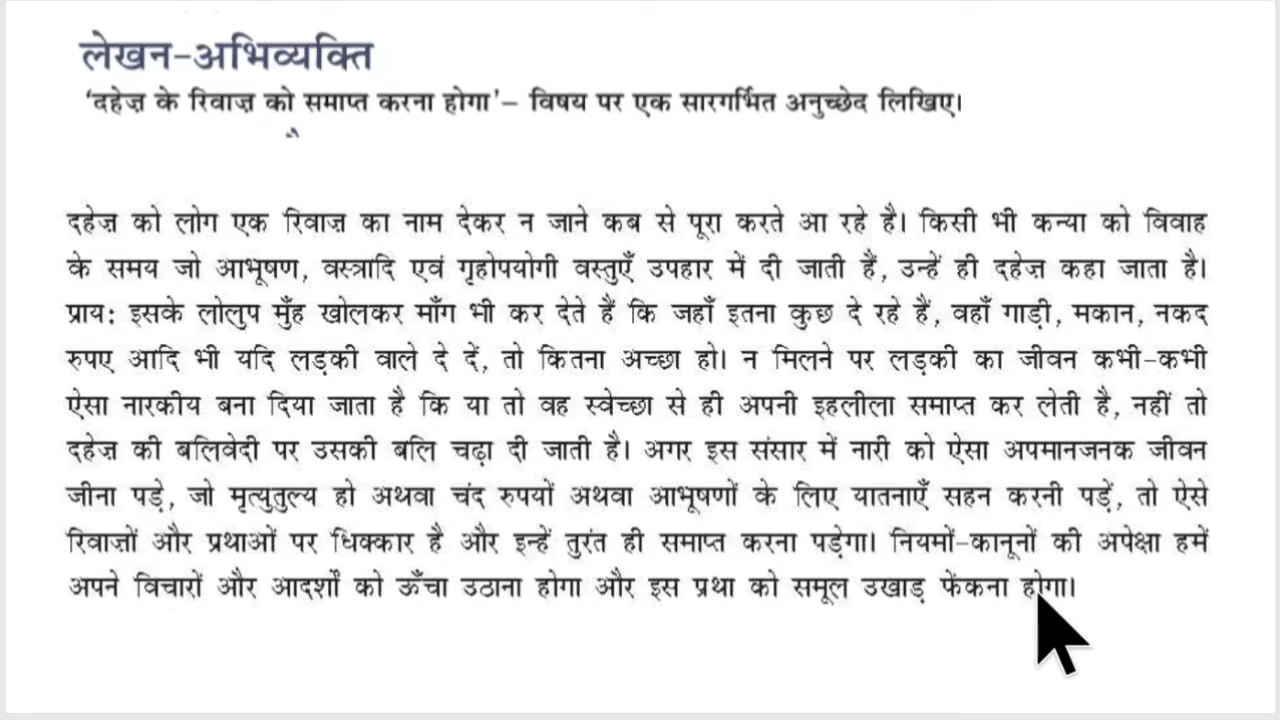 लेखन-अभिव्यक्ति
‘दहेज़ के रिवाज़ को समाप्त करना होगा’– विषय पर एक सारगर्भित अनुच्छेद लिखिए।
दहेज़ को लोग एक रिवाज़ का नाम देकर न जाने कब से पूरा करते आ रहे है। किसी भी कन्या को विवाह
के समय जो आभूषण, वस्त्रादि एवं गृहोपयोगी वस्तुएँ उपहार में दी जाती हैं, उन्हें ही दहेज़ कहा जाता है।
प्राय: इसके लोलुप मुँह खोलकर माँग भी कर देते हैं कि जहाँ इतना कुछ दे रहे हैं, वहाँ गाड़ी, मकान, नकद
रुपए आदि भी यदि लड़की वाले दे दें, तो कितना अच्छा हो। न मिलने पर लड़की का जीवन कभी-कभी
ऐसा नारकीय बना दिया जाता है कि या तो वह स्वेच्छा से ही अपनी इहलीला समाप्त कर लेती है, नहीं तो
दहेज़ की बलिवेदी पर उसकी बलि चढ़ा दी जाती है। अगर इस संसार में नारी को ऐसा अपमानजनक जीवन
जीना पड़े, जो मृत्युतुल्य हो अथवा चंद रुपयों अथवा आभूषणों के लिए यातनाएँ सहन करनी पड़ें, तो ऐसे
रिवाज़ों और प्रथाओं पर धिक्कार है और इन्हें तुरंत ही समाप्त करना पड़ेगा। नियमों-कानूनों की अपेक्षा हमें
अपने विचारों और आदर्शों को ऊँचा उठाना होगा और इस प्रथा को समूल उखाड़ फेंकना होगा।